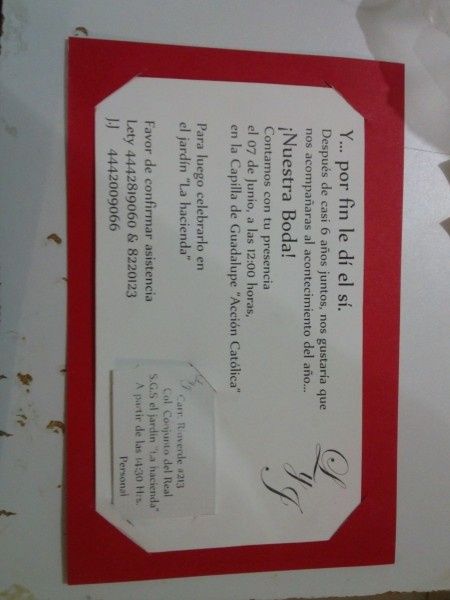 L y J
Y... por fin le dí el sí.
Después de casi 6 años juntos, nos gustaría que
nos acompañaras al acontecimiento del año...
¡Nuestra Boda!
Contamos con tu presencia
el 07 de Junio, a las 12:00 horas,
en la Capilla de Guadalupe "Acción Católica"
Para luego celebrarlo en
el jardín "La hacienda"
Favor de confirmar asistencia
Lety 4442819060 & 8220123
JJ 4442009066
Carr. Rioverde #213
Col. Conjunto del Real
S.G.S el jardín "La hacienda"
A partir de las 14:30 Hrs.
Personal